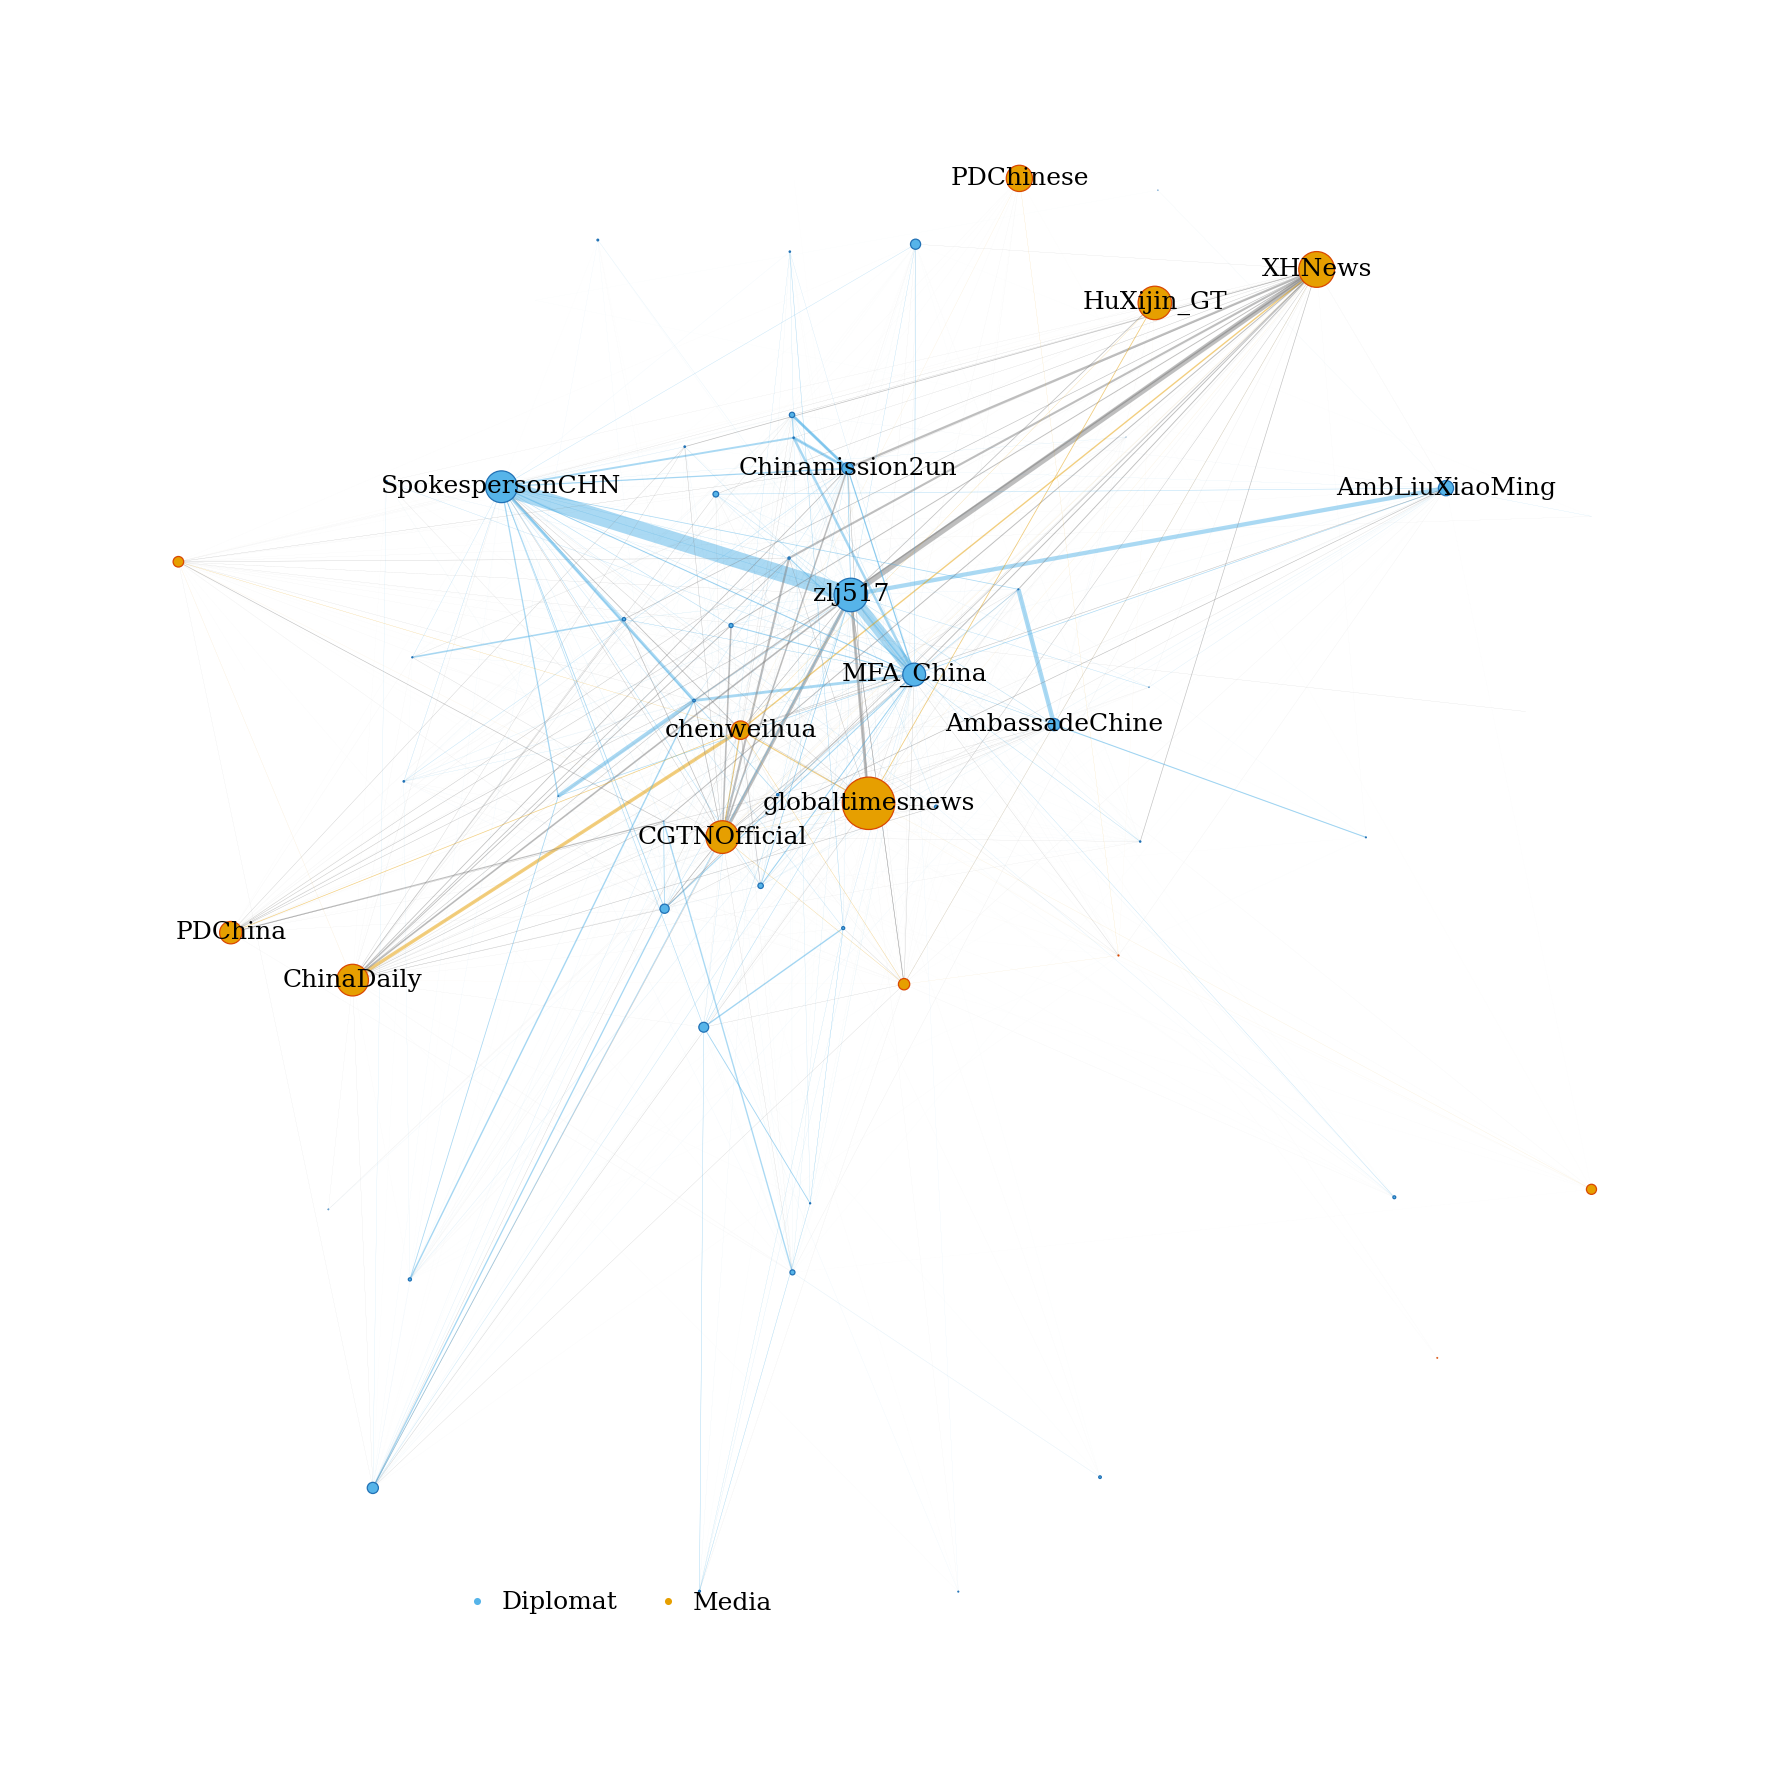 PDChinese
XHNews
HuXijin_GT
Chinamission2un
SpokespersonCHN
AmbLiuXiaoMing
zlj517
MFA_China
AmbassadeChine
chenweihua
globaltimesnews
CGTNOfficial
PDChina
ChinaDaily
Diplomat
Media